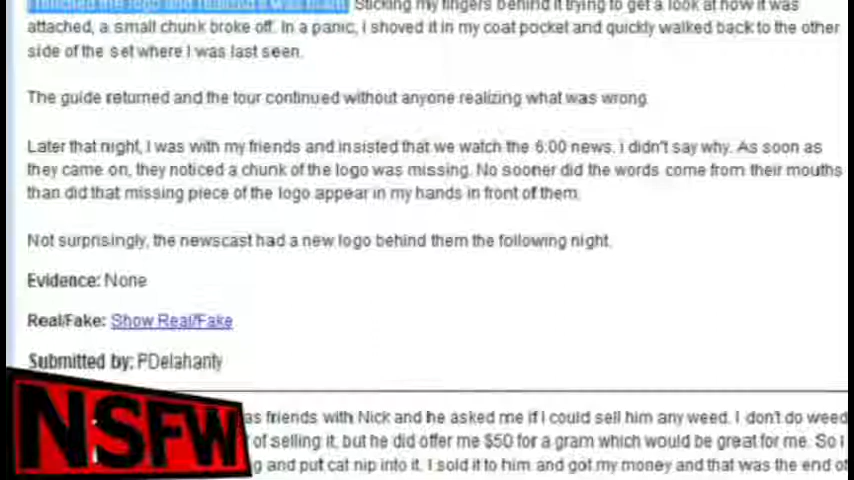 I touched the logo and realized it was foam. Sticking my fingers behind it trying to get a look at how it was
attached, a small chunk broke off. In a panic, I shoved it in my coat pocket and quickly walked back to the other
side of the set where I was last seen.
The guide returned and the tour continued without anyone realizing what was wrong.
Later that night, I was with my friends and insisted that we watch the 6:00 news. I didn't say why. As soon as
they came on, they noticed a chunk of the logo was missing. No sooner did the words come from their mouths
than did that missing piece of the logo appear in my hands in front of them.
Not surprisingly, the newscast had a new logo behind them the following night.
Evidence: None
Real/Fake: Show Real/Fake
Submitted by: PDelahanty
as friends with Nick and he asked me if I could sell him any weed. I don't do weed
of selling it, but he did offer me $50 for a gram which would be great for me. So I
g and put cat nip into it. I sold it to him and got my money and that was the end of
NSFW